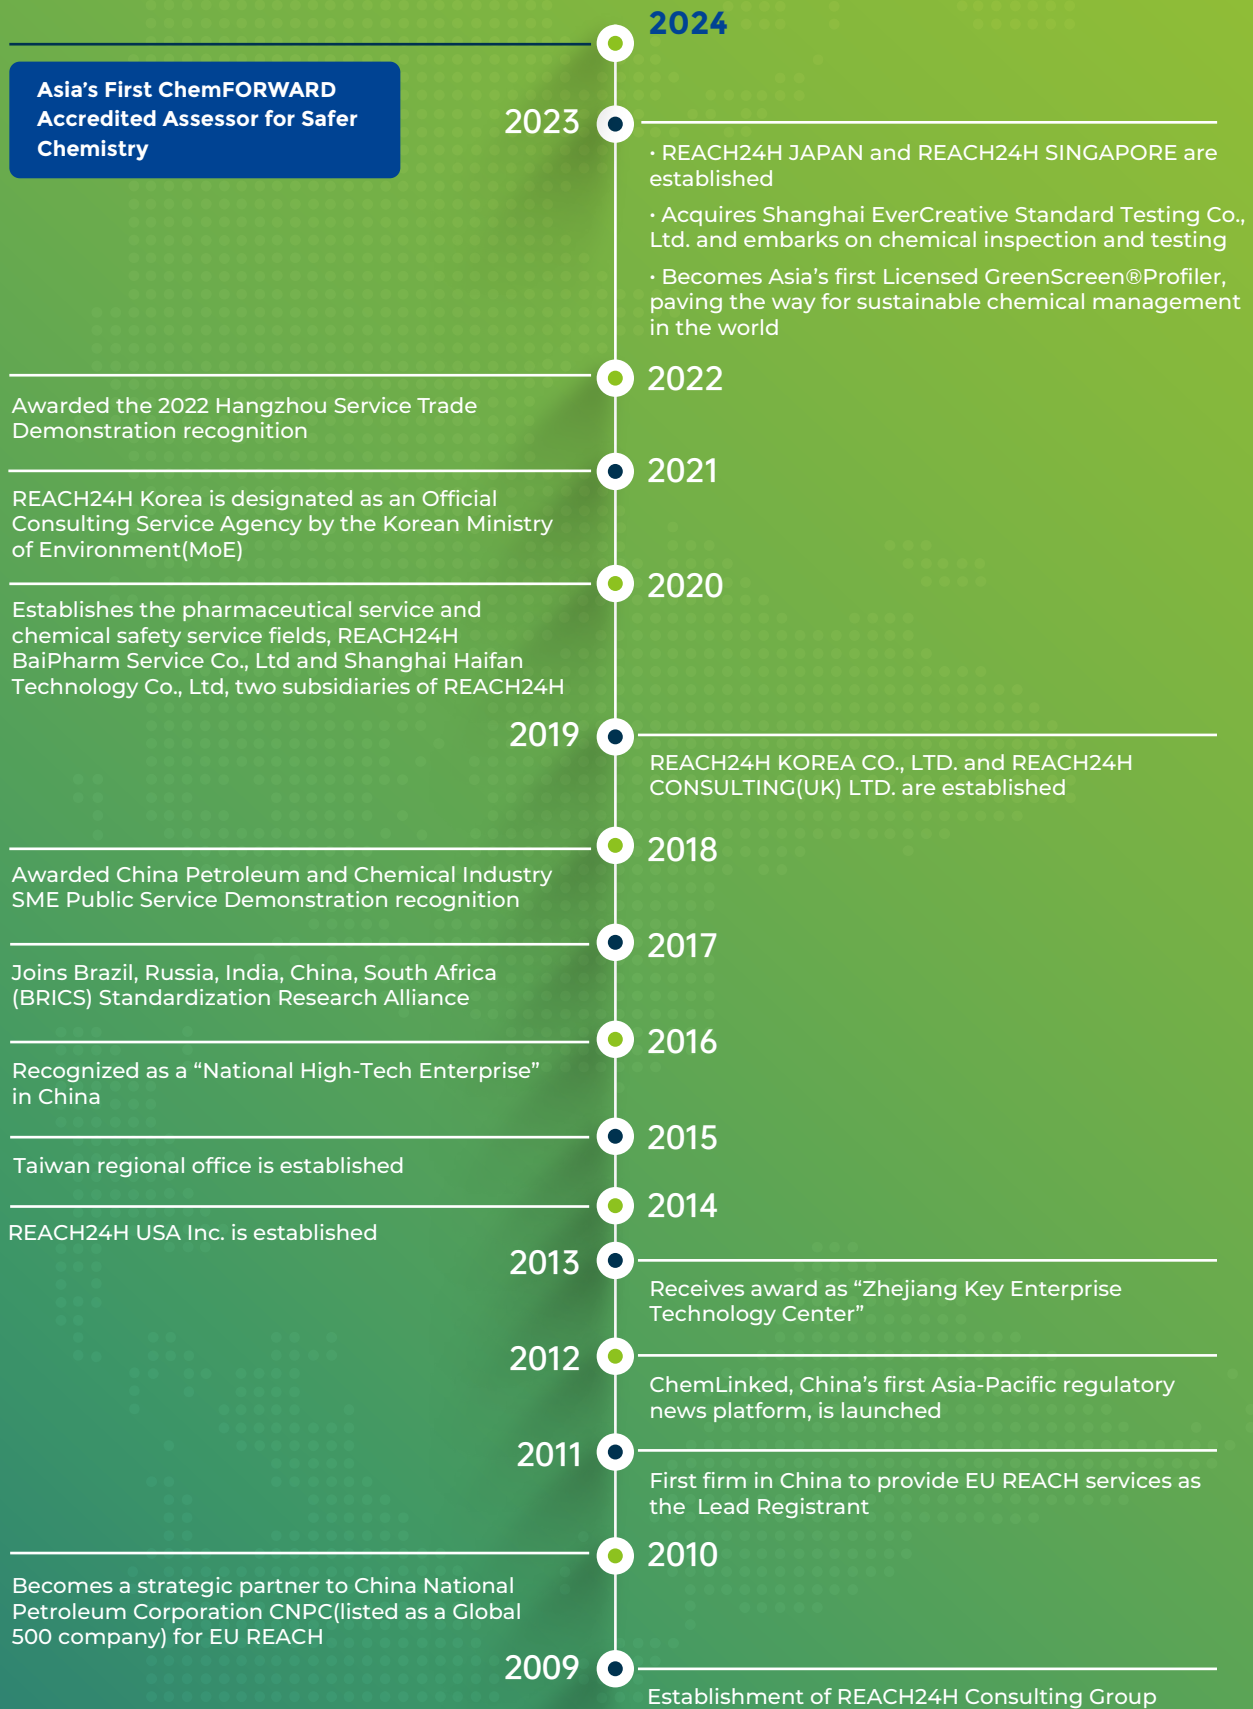 2024
Asia's First ChemFORWARD
Accredited Assessor for Safer
Chemistry
2023
· REACH24H JAPAN and REACH24H SINGAPORE are
established
· Acquires Shanghai EverCreative Standard Testing Co.,
Ltd. and embarks on chemical inspection and testing
· Becomes Asia's first Licensed GreenScreen®Profiler,
paving the way for sustainable chemical management
in the world
2022
Awarded the 2022 Hangzhou Service Trade
Demonstration recognition
2021
REACH24H Korea is designated as an Official
Consulting Service Agency by the Korean Ministry
of Environment(MoE)
2020
Establishes the pharmaceutical service and
chemical safety service fields, REACH24H
BaiPharm Service Co., Ltd and Shanghai Haifan
Technology Co., Ltd, two subsidiaries of REACH24H
2019
REACH24H KOREA CO., LTD. and REACH24H
CONSULTING(UK) LTD. are established
2018
Awarded China Petroleum and Chemical Industry
SME Public Service Demonstration recognition
2017
Joins Brazil, Russia, India, China, South Africa
(BRICS) Standardization Research Alliance
2016
Recognized as a “National High-Tech Enterprise”
in China
2015
Taiwan regional office is established
2014
REACH24H USA Inc. is established
2013
Receives award as “Zhejiang Key Enterprise
Technology Center”
2012
ChemLinked, China's first Asia-Pacific regulatory
news platform, is launched
2011
First firm in China to provide EU REACH services as
the Lead Registrant
2010
Becomes a strategic partner to China National
Petroleum Corporation CNPC(listed as a Global
500 company) for EU REACH
2009
Establishment of REACH24H Consulting Group